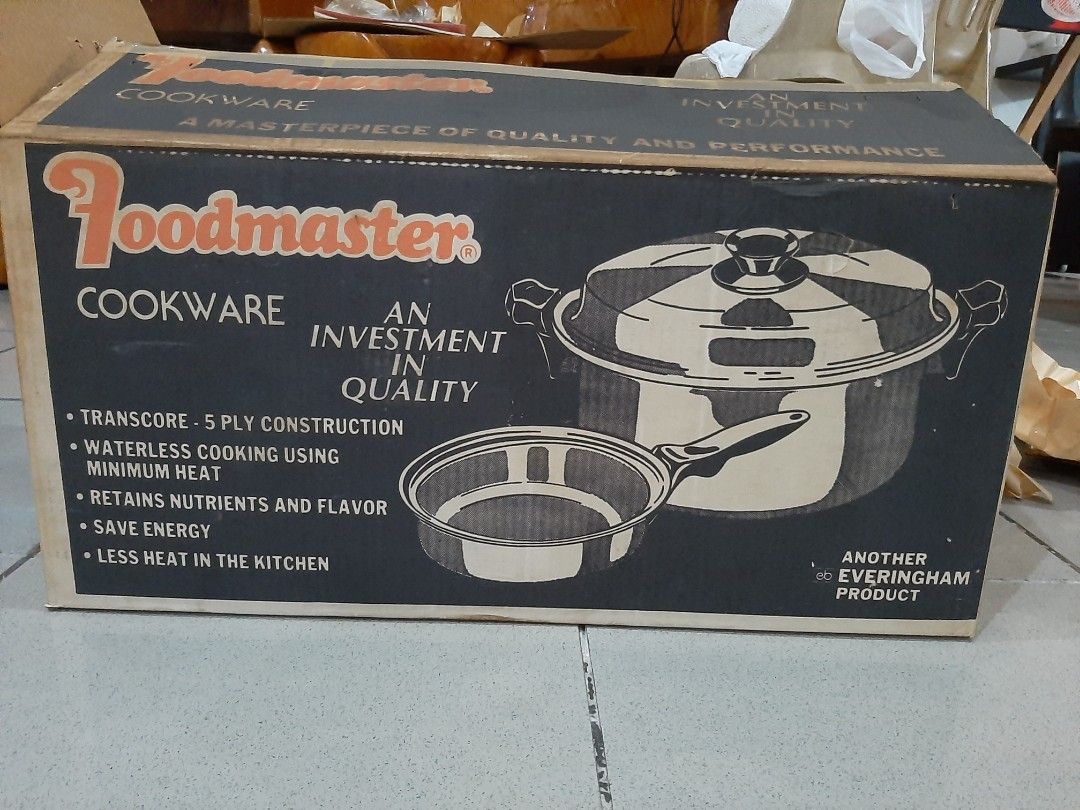 Foodmaster
COOKWARE
AN
INVESTMENT
IN
QUALITY
A MASTERPIECE OF QUALITY AND PERFORMANCE
Foodmaster®
COOKWARE
AN
INVESTMENT
IN
QUALITY
• TRANSCORE - 5 PLY CONSTRUCTION
• WATERLESS COOKING USING
MINIMUM HEAT
• RETAINS NUTRIENTS AND FLAVOR
• SAVE ENERGY
• LESS HEAT IN THE KITCHEN
ANOTHER
eb EVERINGHAM
PRODUCT